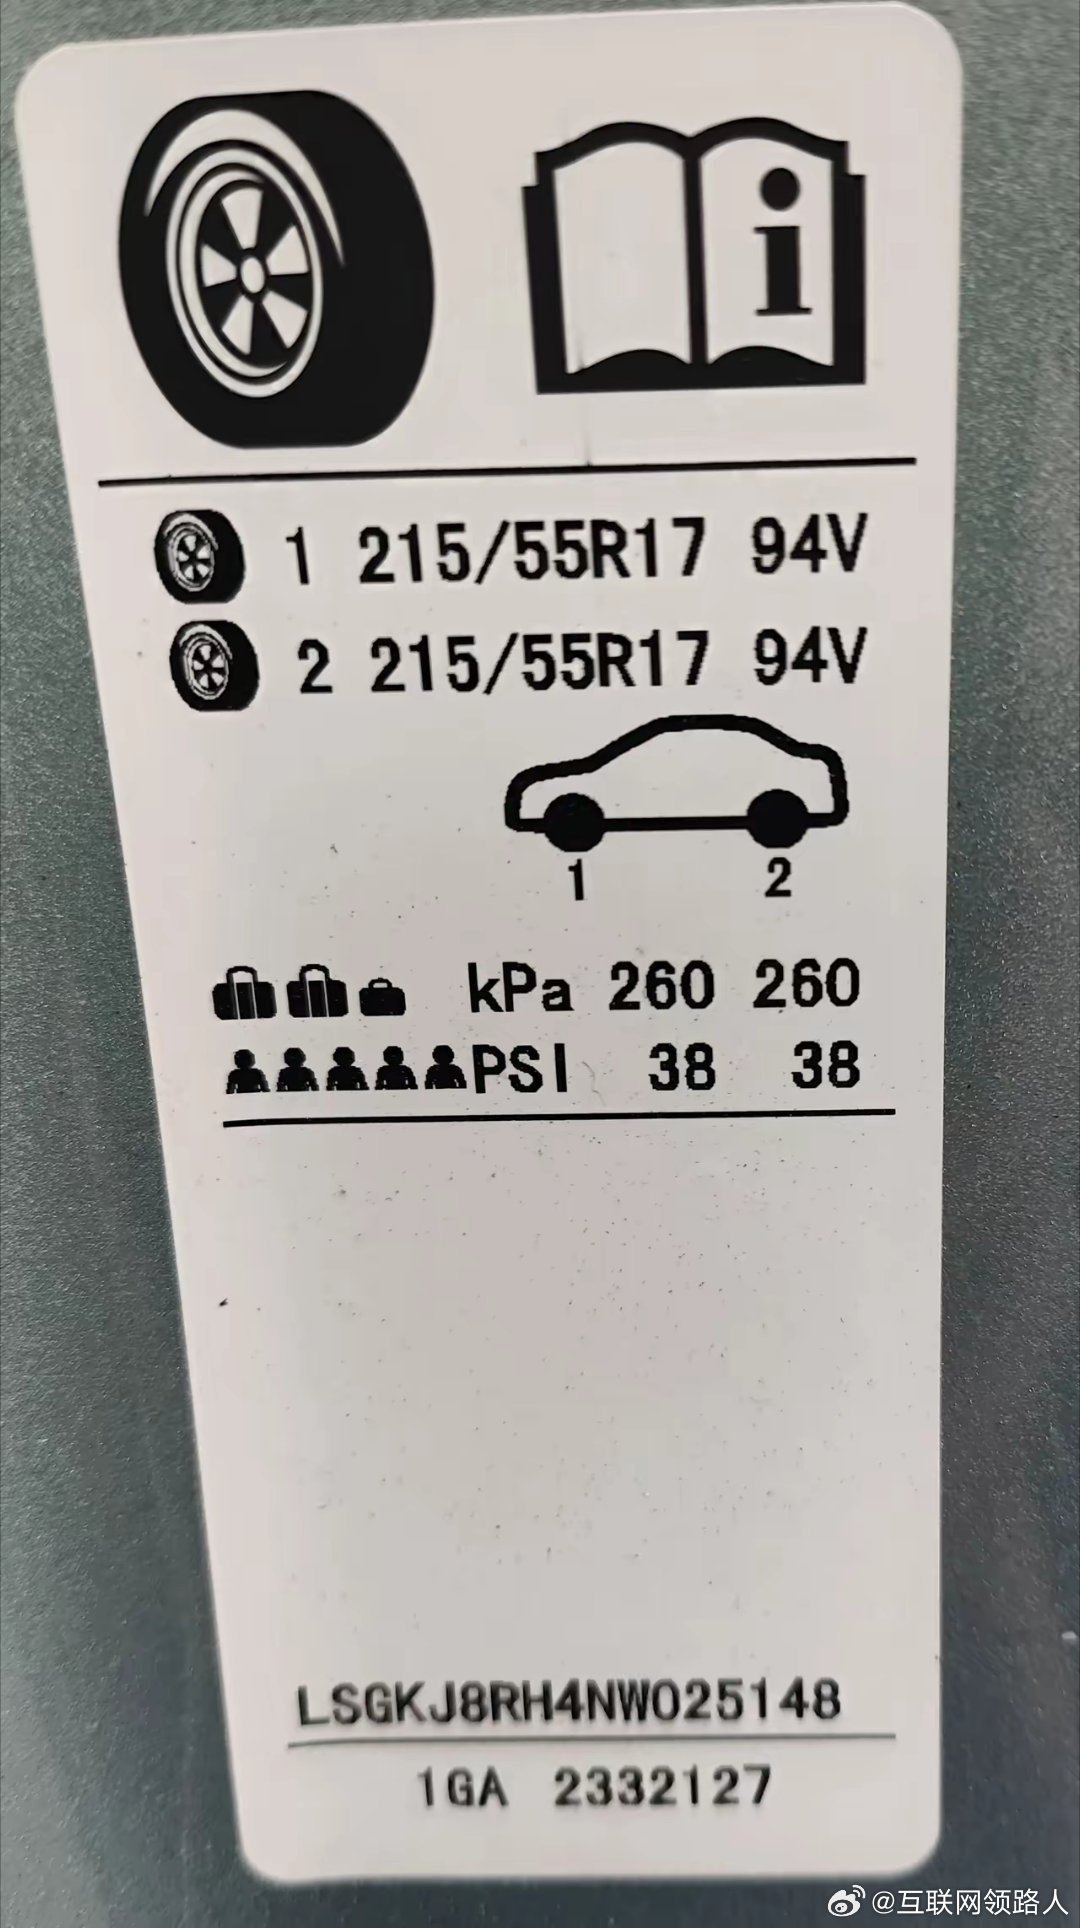 i
1 215/55R17 94V
2 215/55R17 94V
1 2
kPa 260 260
PSI 38 38
LSGKJ8RH4NW025148
1GA 2332127
@互联网领路人